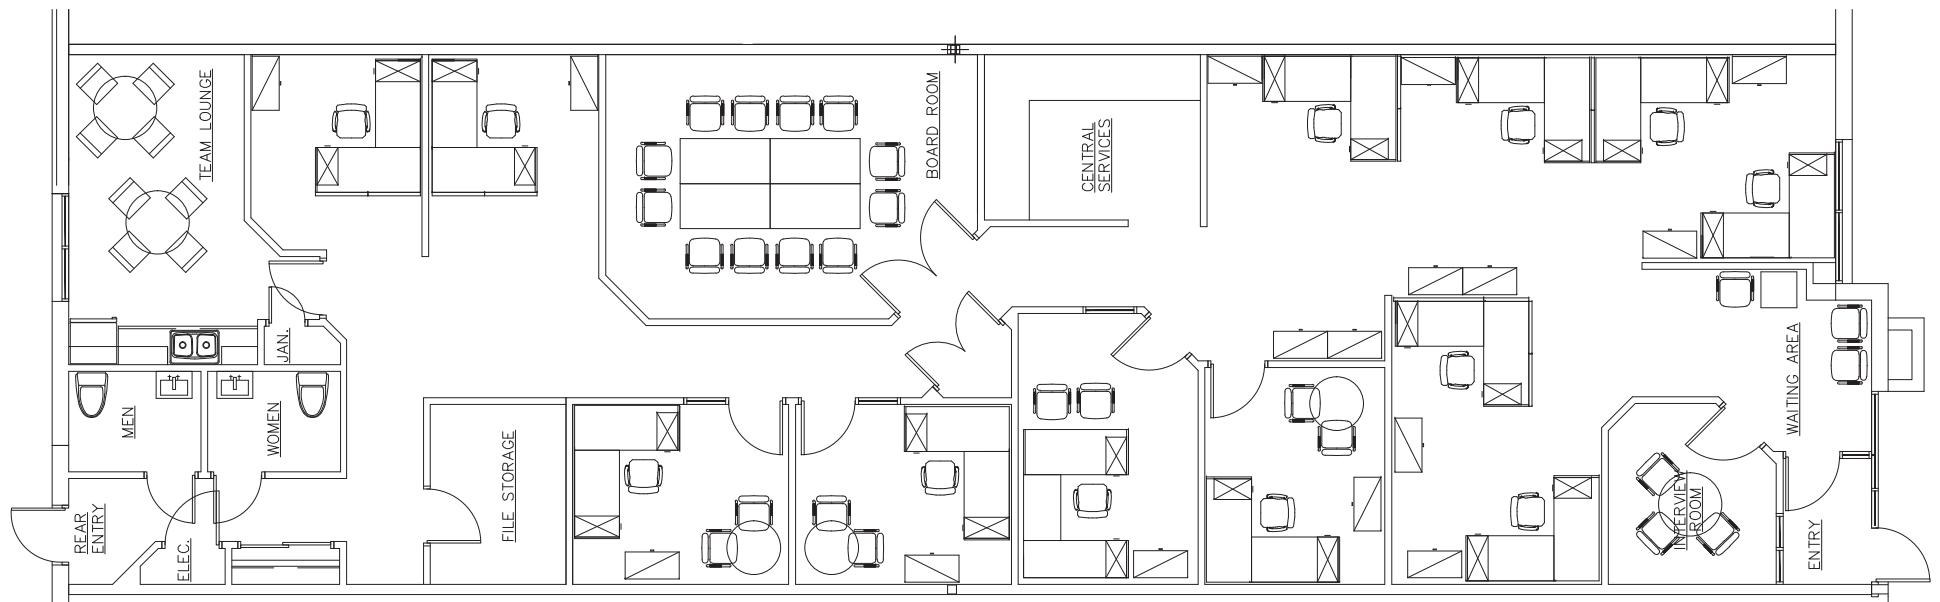 TEAM LOUNGE
BOARD ROOM
CENTRAL
SERVICES
JAN.
MEN
WOMEN
WAITING AREA
FILE STORAGE
INTERVIEW
ROOM
REAR
ENTRY
ELEC.
ENTRY